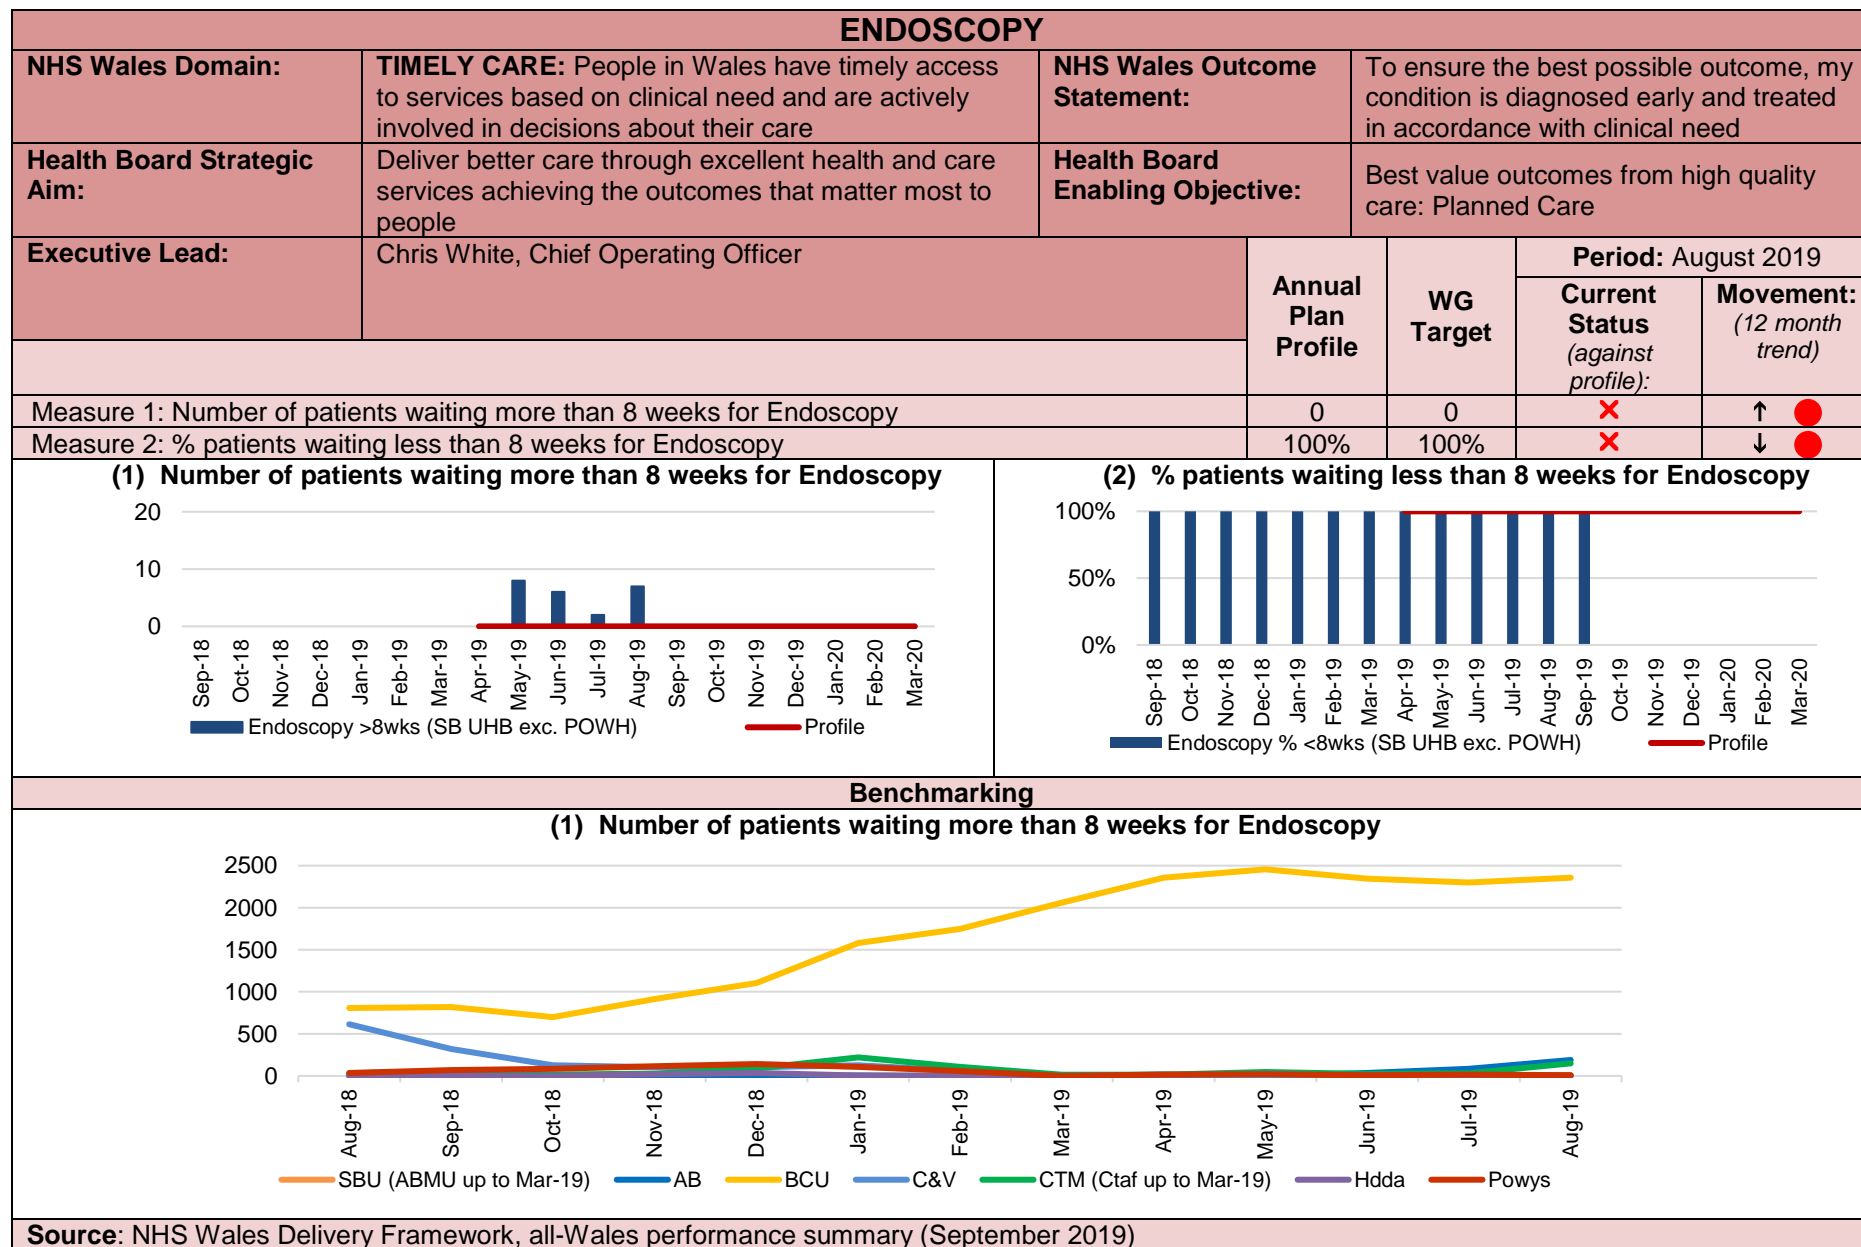 ENDOSCOPY
NHS Wales Domain:
TIMELY CARE: People in Wales have timely access
to services based on clinical need and are actively
involved in decisions about their care
NHS Wales Outcome
Statement:
To ensure the best possible outcome, my
condition is diagnosed early and treated
in accordance with clinical need
Health Board Strategic
Aim:
Deliver better care through excellent health and care
services achieving the outcomes that matter most to
people
Health Board
Enabling Objective:
Best value outcomes from high quality
care: Planned Care
Executive Lead:
Chris White, Chief Operating Officer
Annual
Plan
Profile
WG
Target
Period: August 2019
Current
Status
(against
profile):
Movement:
(12 month
trend)
Measure 1: Number of patients waiting more than 8 weeks for Endoscopy
0
0
✕
↑
Measure 2: % patients waiting less than 8 weeks for Endoscopy
100%
100%
✕
↓
(1) Number of patients waiting more than 8 weeks for Endoscopy
20
10
0
Sep-18
Oct-18
Nov-18
Dec-18
Jan-19
Feb-19
Mar-19
Apr-19
May-19
Jun-19
Jul-19
Aug-19
Sep-19
Oct-19
Nov-19
Dec-19
Jan-20
Feb-20
Mar-20
Endoscopy >8wks (SB UHB exc. POWH)
Profile
(2) % patients waiting less than 8 weeks for Endoscopy
100%
50%
0%
Sep-18
Oct-18
Nov-18
Dec-18
Jan-19
Feb-19
Mar-19
Apr-19
May-19
Jun-19
Jul-19
Aug-19
Sep-19
Oct-19
Nov-19
Dec-19
Jan-20
Feb-20
Mar-20
Endoscopy % <8wks (SB UHB exc. POWH)
Profile
Benchmarking
(1) Number of patients waiting more than 8 weeks for Endoscopy
2500
2000
1500
1000
500
0
Aug-18
Sep-18
Oct-18
Nov-18
Dec-18
Jan-19
Feb-19
Mar-19
Apr-19
May-19
Jun-19
Jul-19
Aug-19
SBU (ABMU up to Mar-19)
AB
BCU
C&V
CTM (Ctaf up to Mar-19)
Hdda
Powys
Source: NHS Wales Delivery Framework, all-Wales performance summary (September 2019)